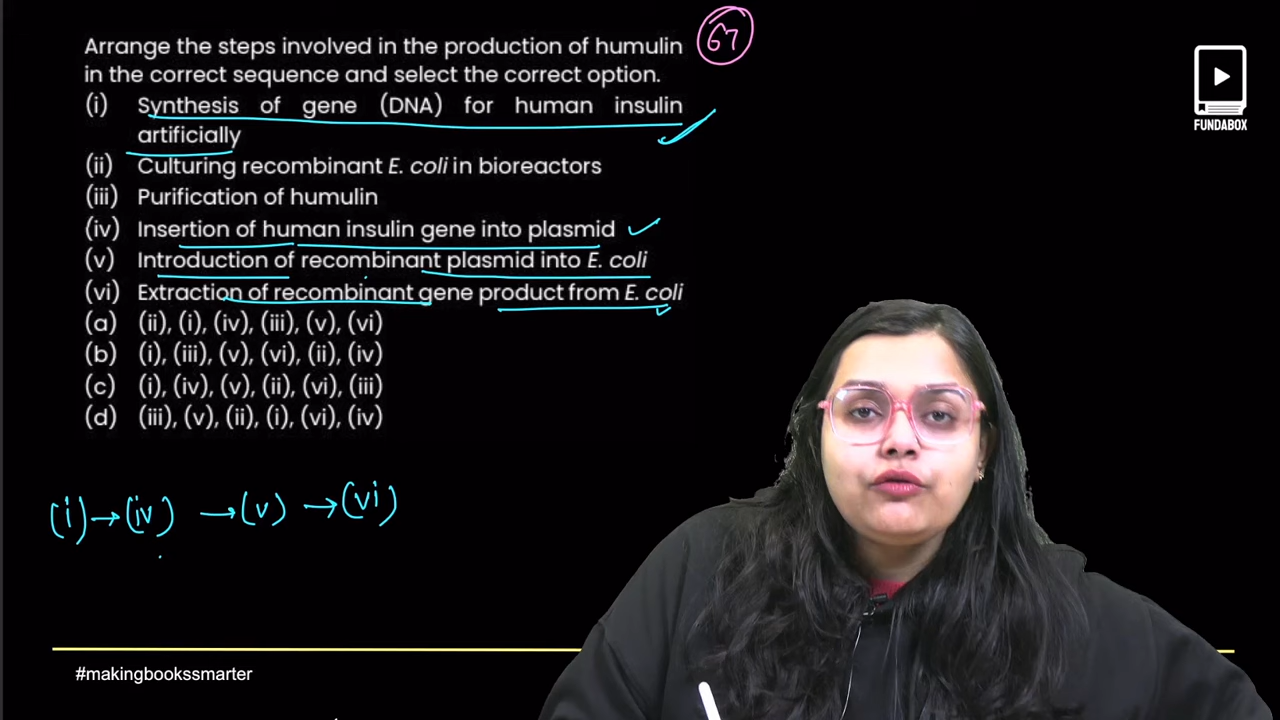 Arrange the steps involved in the production of humulin
in the correct sequence and select the correct option.
67
(i) Synthesis of gene (DNA) for human insulin
artificially
(ii) Culturing recombinant E. coli in bioreactors
(iii) Purification of humulin
(iv) Insertion of human insulin gene into plasmid
(v) Introduction of recombinant plasmid into E. coli
(vi) Extraction of recombinant gene product from E. coli
(a) (ii), (i), (iv), (iii), (v), (vi)
(b) (i), (iii), (v), (vi), (ii), (iv)
(c) (i), (iv), (v), (ii), (vi), (iii)
(d) (iii), (v), (ii), (i), (vi), (iv)
(i) → (iv) → (v) → (vi)
FUNDABOX
#makingbookssmarter